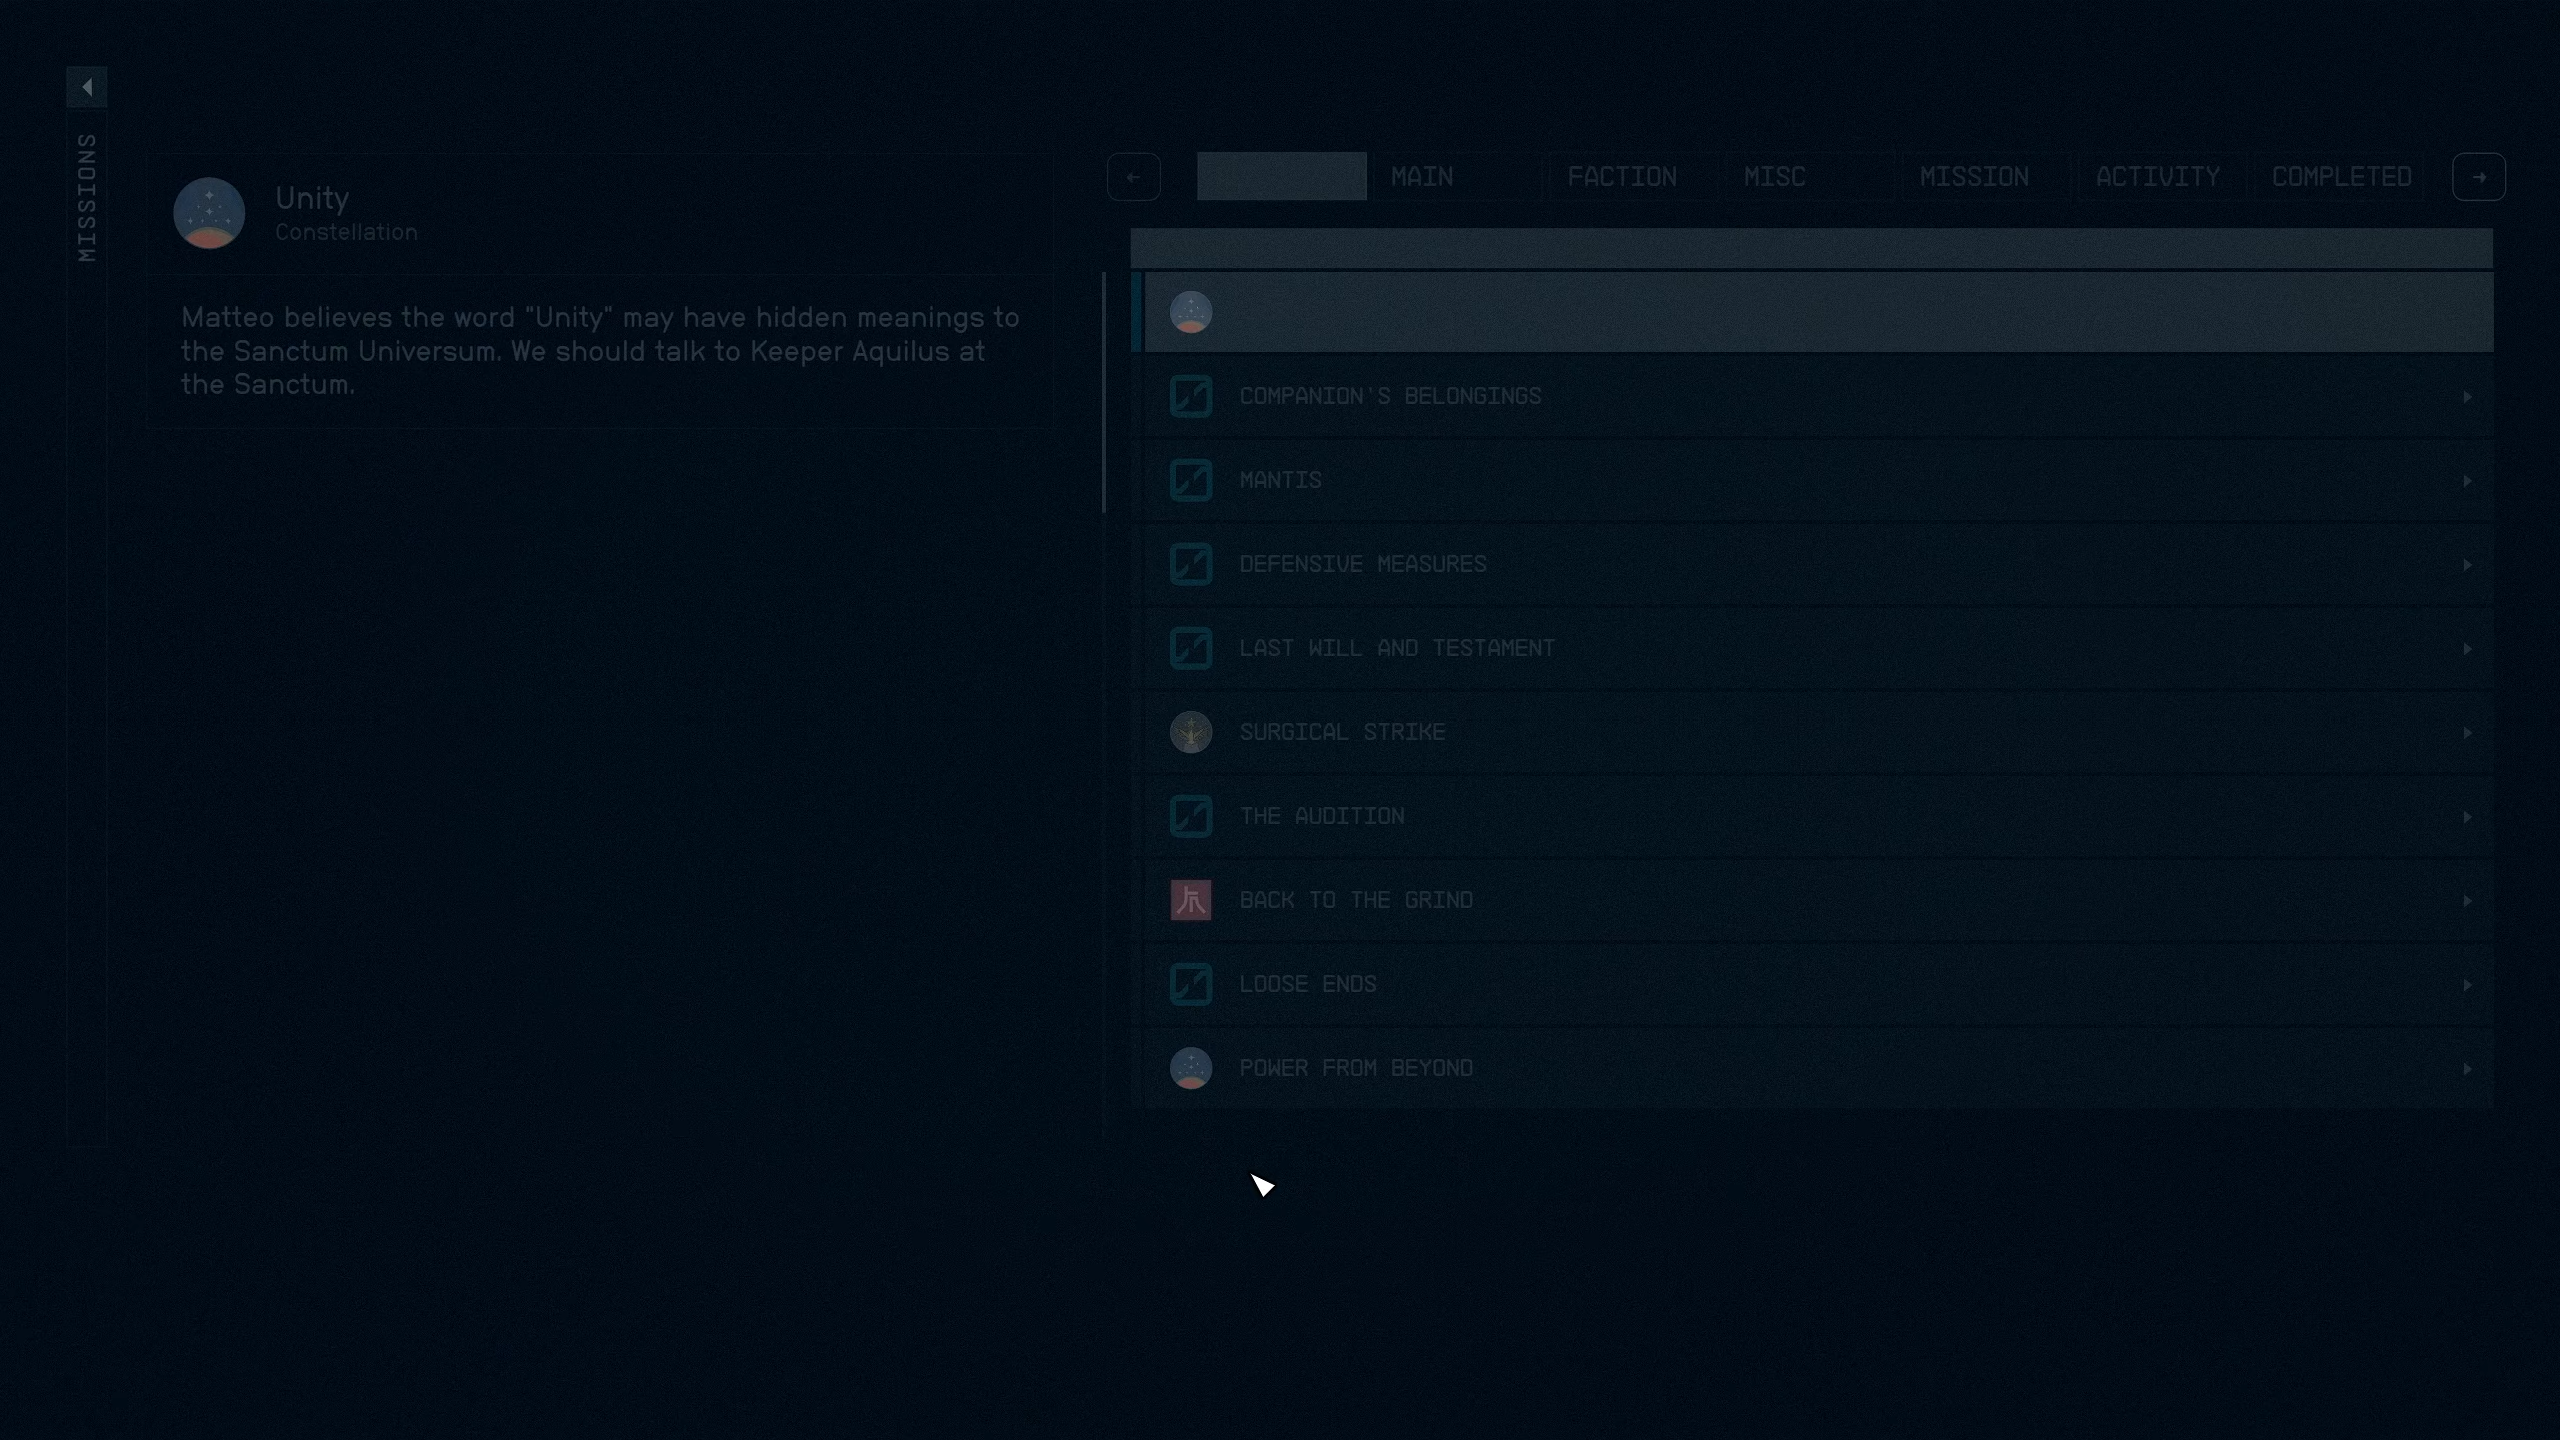 MISSIONS
Unity
Constellation
Matteo believes the word "Unity" may have hidden meanings to
the Sanctum Universum. We should talk to Keeper Aquilus at
the Sanctum.
MAIN
FACTION
MISC
MISSION
ACTIVITY
COMPLETED
COMPANION'S BELONGINGS
MANTIS
DEFENSIVE MEASURES
LAST WILL AND TESTAMENT
SURGICAL STRIKE
THE AUDITION
BACK TO THE GRIND
LOOSE ENDS
POWER FROM BEYOND